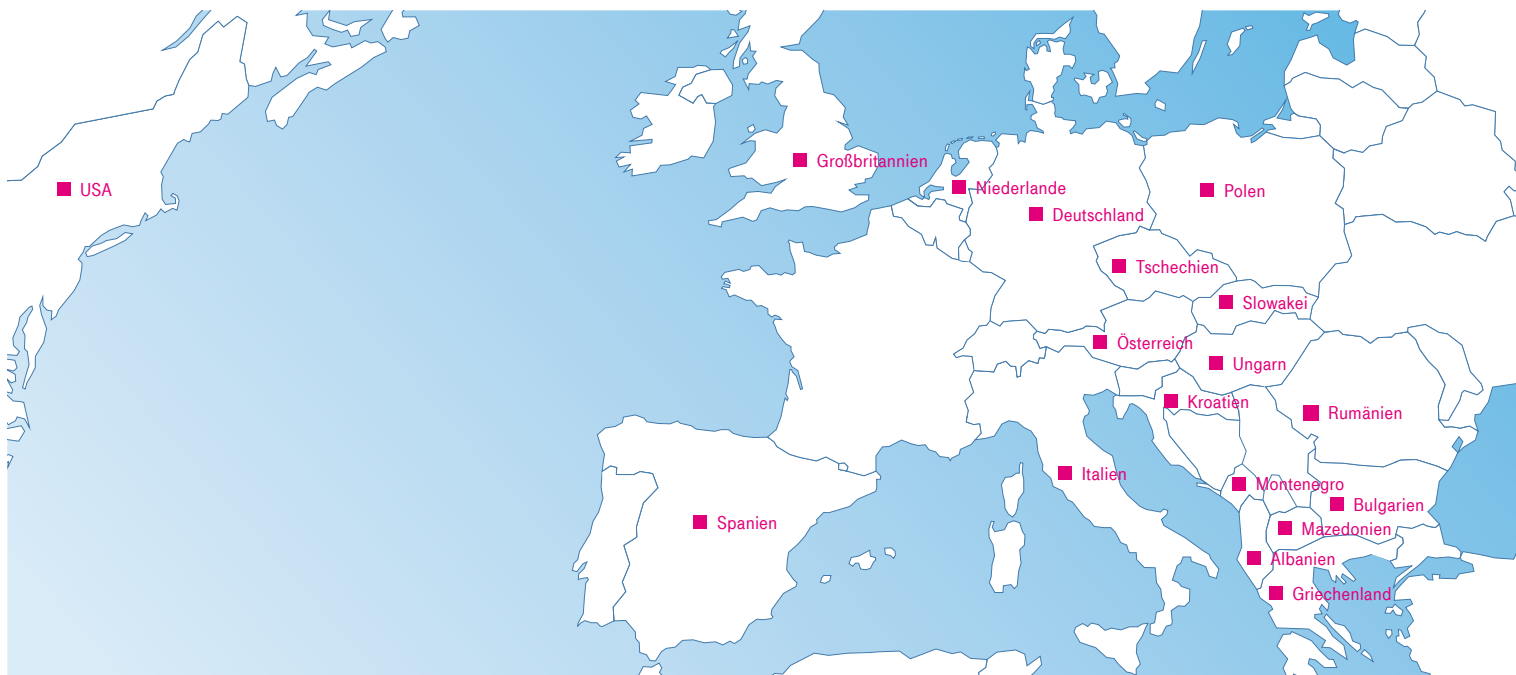 Großbritannien
USA
Niederlande
Polen
Deutschland
Tschechien
Slowakei
Österreich
Ungarn
Kroatien
Rumänien
Italien
Montenegro
Bulgarien
Spanien
Mazedonien
Albanien
Griechenland